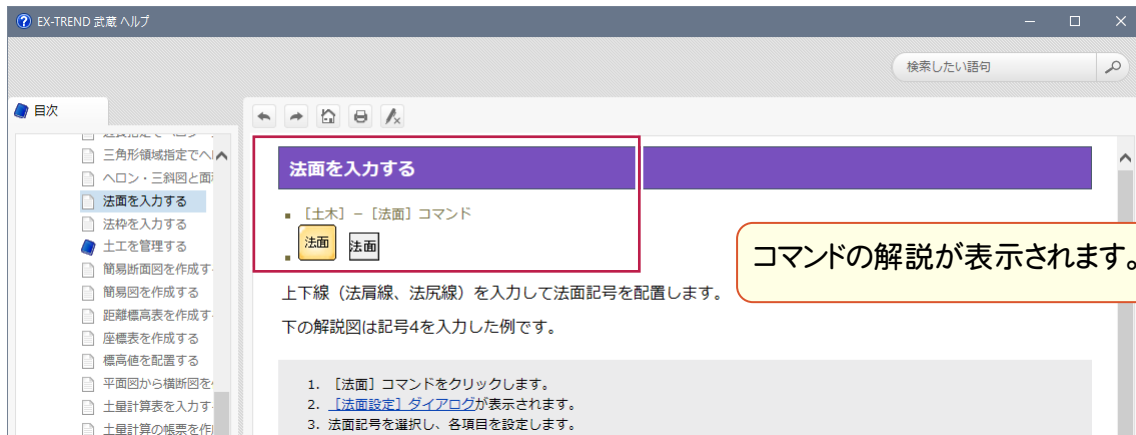 EX-TREND 武蔵 ヘルプ
検索したい語句
目次
三角形領域指定でヘ
ヘロン・三斜図と面
法面を入力する
法枠を入力する
土工を管理する
簡易断面図を作成す
簡易図を作成する
距離標高表を作成す
座標表を作成する
標高値を配置する
平面図から横断図を
土量計算表を入力す
土量計算の帳票を作
法面を入力する
[土木] - [法面] コマンド
法面 法面
コマンドの解説が表示されます。
上下線（法肩線、法尻線）を入力して法面記号を配置します。
下の解説図は記号4を入力した例です。
1. [法面] コマンドをクリックします。
2. [法面設定] ダイアログが表示されます。
3. 法面記号を選択し、各項目を設定します。